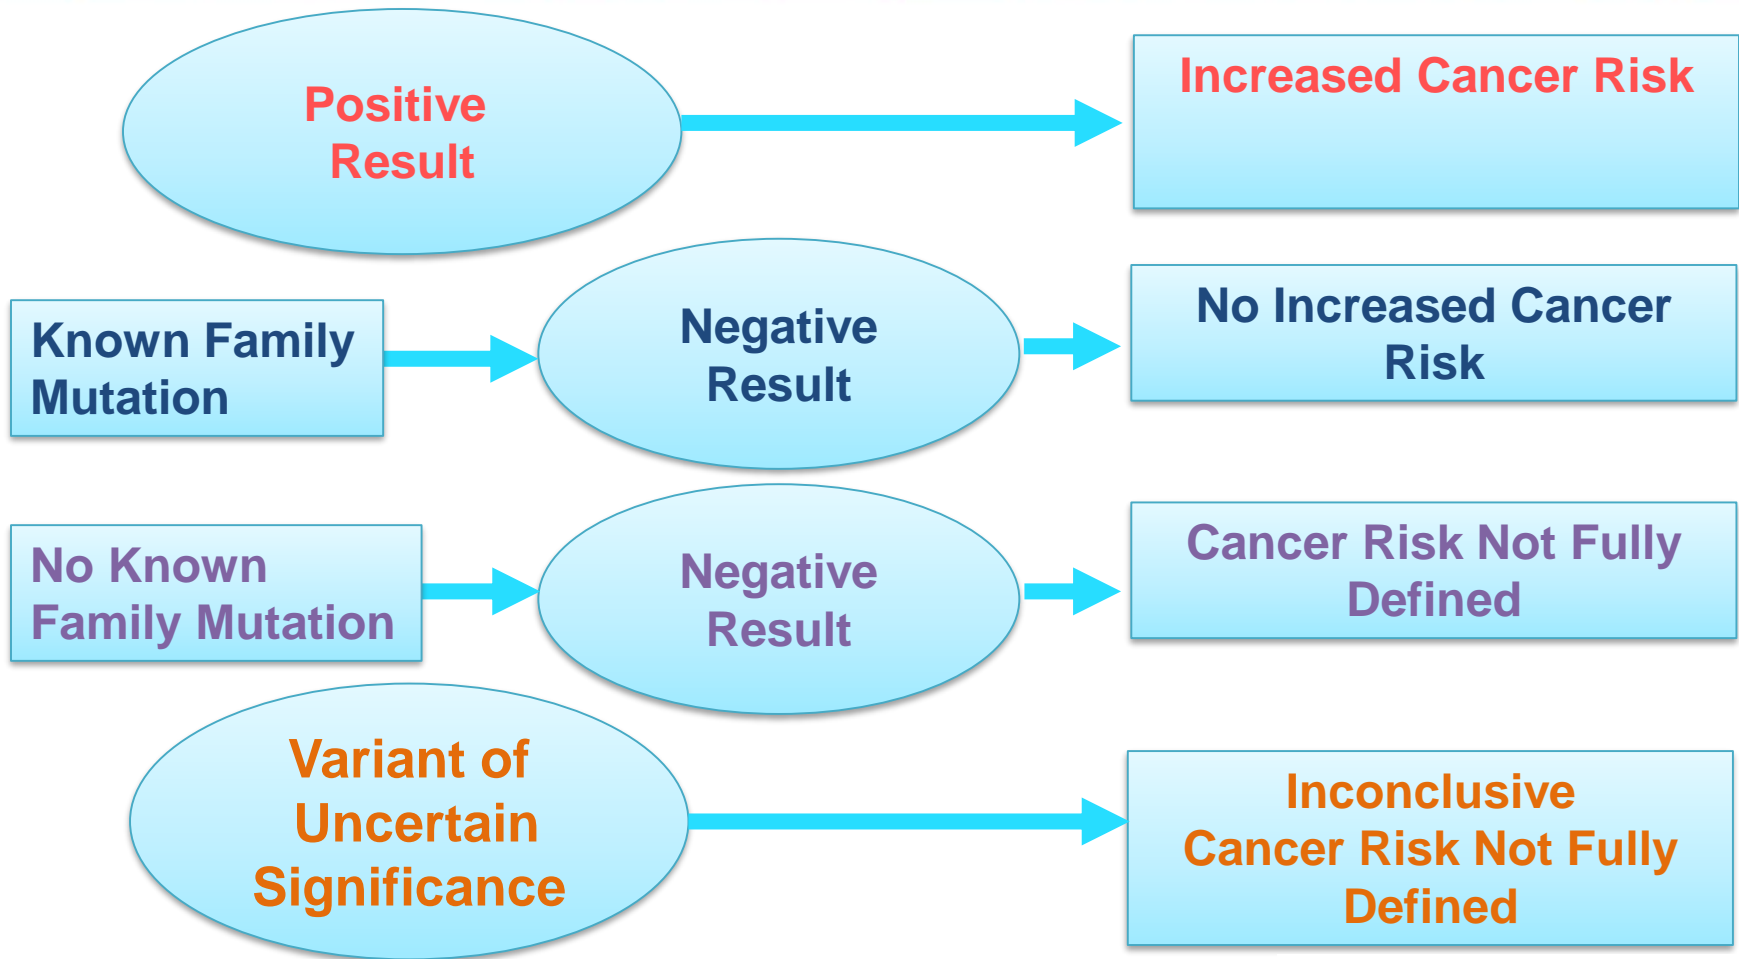 Positive
Result
Increased Cancer Risk
Known Family
Mutation
Negative
Result
No Increased Cancer
Risk
No Known
Family Mutation
Negative
Result
Cancer Risk Not Fully
Defined
Variant of
Uncertain
Significance
Inconclusive
Cancer Risk Not Fully
Defined